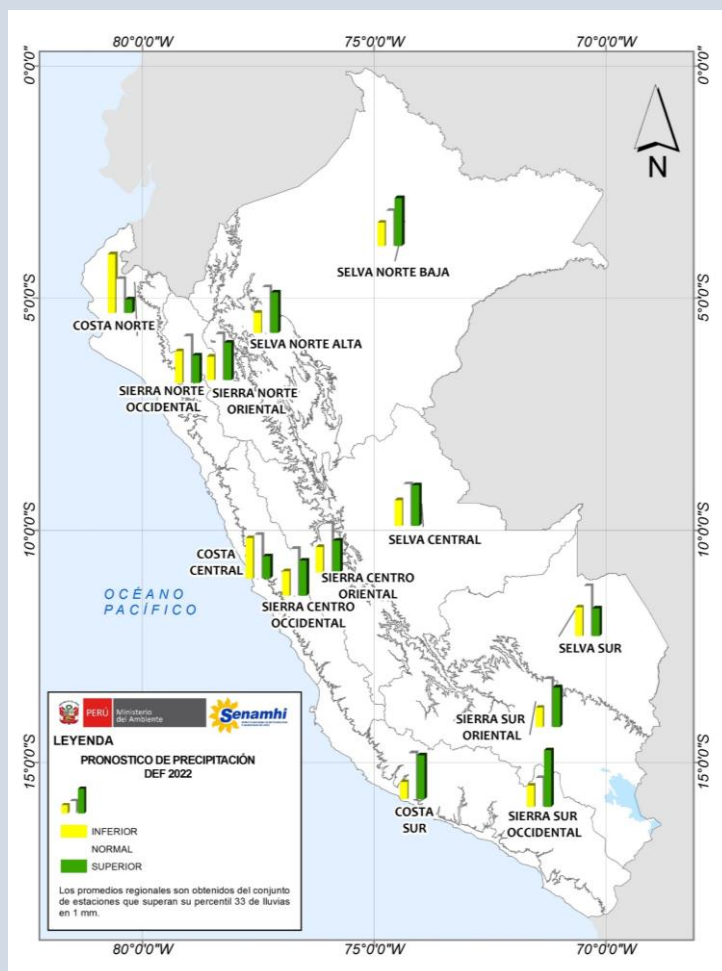 80°0'0"W
75°0'0"W
70°0'0"W
0°0'0"
0°0'0"
N
SELVA NORTE BAJA
5°0'0"S
5°0'0"S
COSTA NORTE
SELVA NORTE ALTA
SIERRA NORTE
OCCIDENTAL
SIERRA NORTE
ORIENTAL
10°0'0"S
10°0'0"S
SELVA CENTRAL
COSTA
CENTRAL
SIERRA CENTRO
ORIENTAL
SIERRA CENTRO
OCCIDENTAL
OCÉANO
PACÍFICO
SELVA SUR
SIERRA SUR
ORIENTAL
15°0'0"S
15°0'0"S
COSTA
SUR
SIERRA SUR
OCCIDENTAL
PERÚ
Ministerio
del Ambiente
Senamhi
LEYENDA
PRONOSTICO DE PRECIPITACIÓN
DEF 2022
INFERIOR
NORMAL
SUPERIOR
Los promedios regionales son obtenidos del conjunto
de estaciones que superan su percentil 33 de lluvias
en 1 mm.
80°0'0"W
75°0'0"W
70°0'0"W